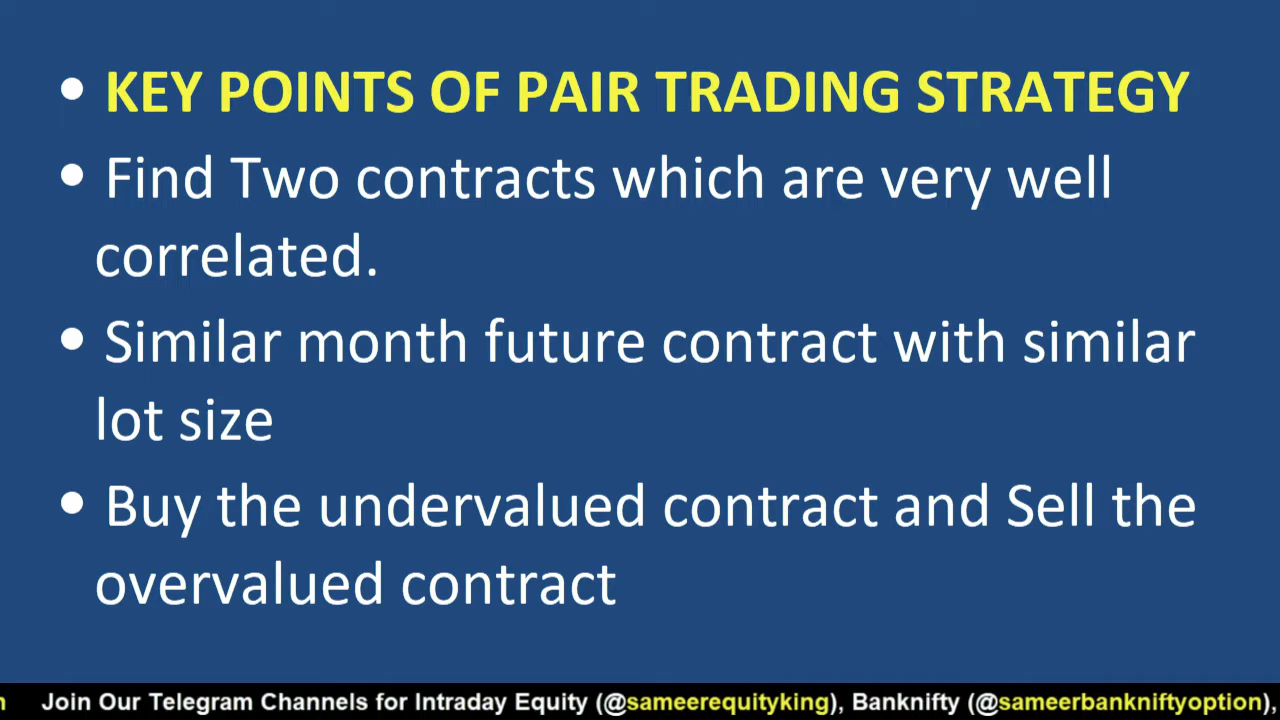 • KEY POINTS OF PAIR TRADING STRATEGY
• Find Two contracts which are very well
correlated.
• Similar month future contract with similar
lot size
• Buy the undervalued contract and Sell the
overvalued contract
Join Our Telegram Channels for Intraday Equity (@sameerequityking), Banknifty (@sameerbankniftyoption),